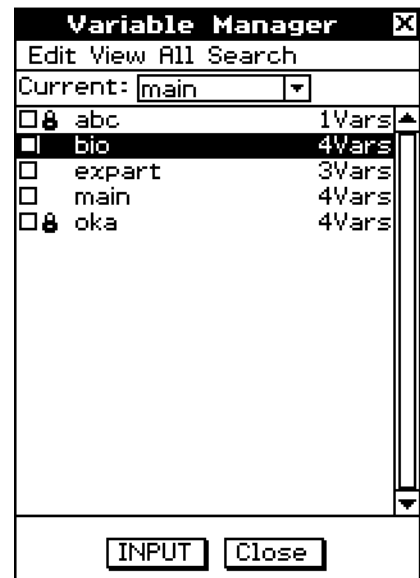 Variable Manager
Edit View All Search
Current: main
abc 1Vars
bio 4Vars
expart 3Vars
main 4Vars
oka 4Vars
INPUT Close